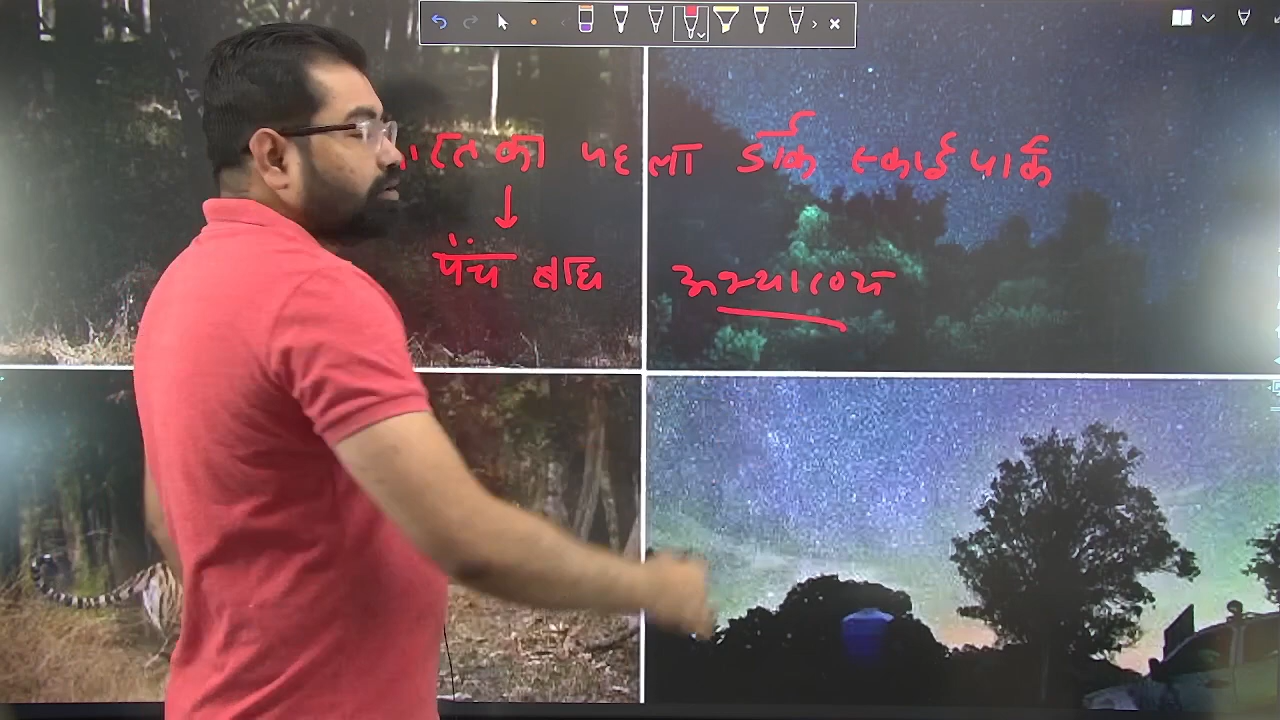 रत का पहला डार्क स्काई पार्क
पेंच बाघ अभ्यारण्य